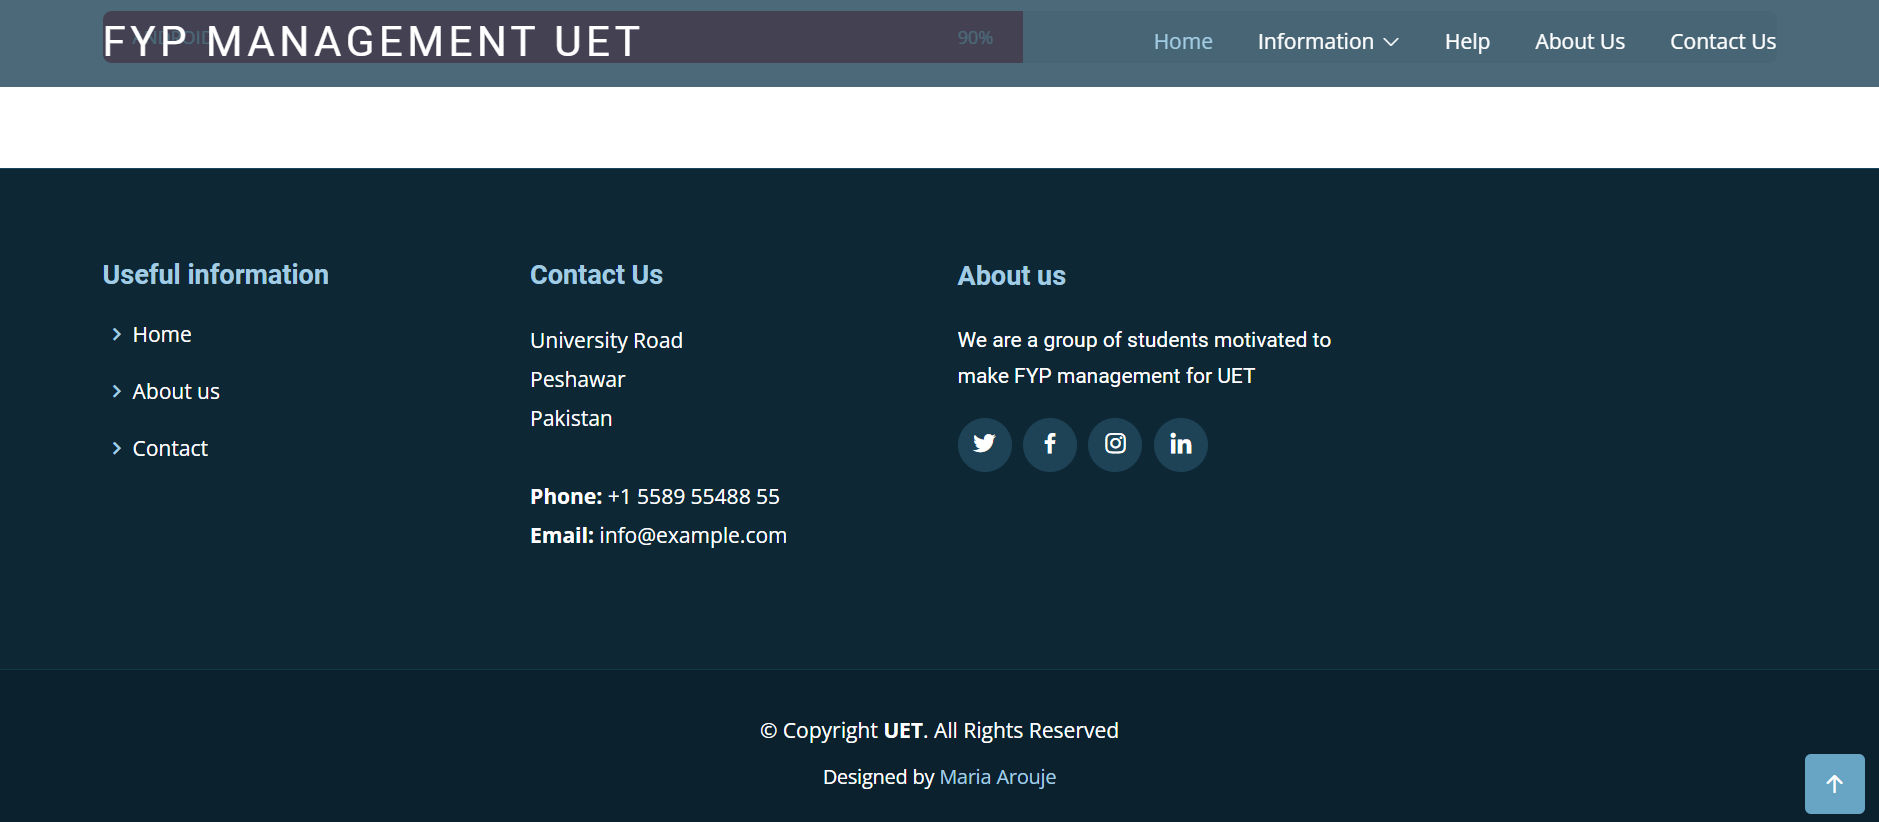 FYP MANAGEMENT UET
ANDROID 90%
Home Information Help About Us Contact Us
Useful information
Home
About us
Contact
Contact Us
University Road
Peshawar
Pakistan
Phone: +1 5589 55488 55
Email: info@example.com
About us
We are a group of students motivated to
make FYP management for UET
© Copyright UET. All Rights Reserved
Designed by Maria Arouje